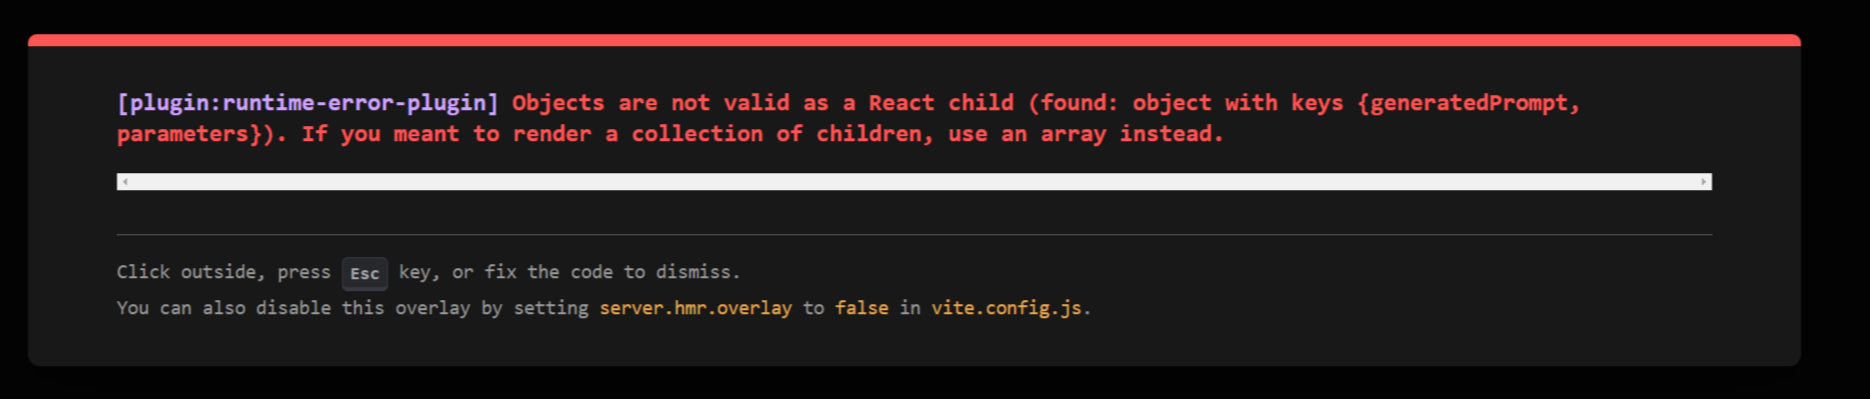 [plugin:runtime-error-plugin] Objects are not valid as a React child (found: object with keys {generatedPrompt,
parameters}). If you meant to render a collection of children, use an array instead.
Click outside, press Esc key, or fix the code to dismiss.
You can also disable this overlay by setting server.hmr.overlay to false in vite.config.js.